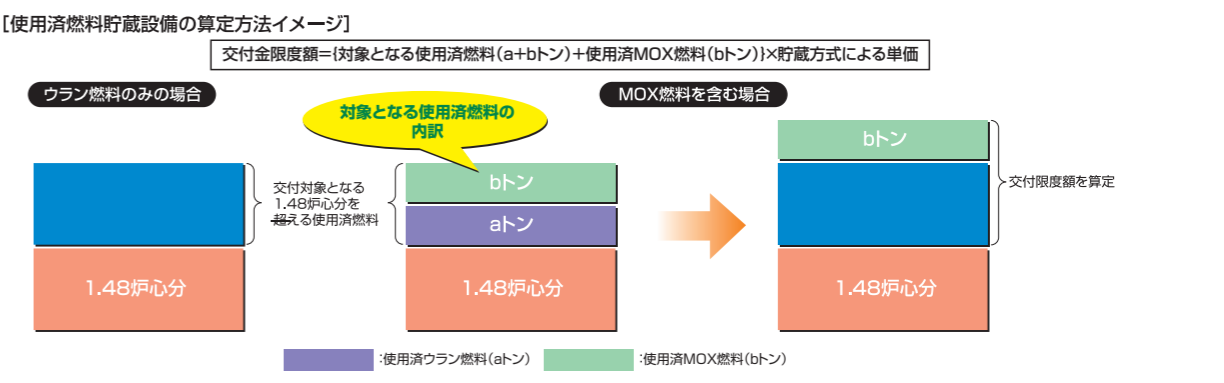 [使用済燃料貯蔵設備の算定方法イメージ]
交付金限度額={対象となる使用済燃料(a+bトン)+使用済MOX燃料(bトン)}×貯蔵方式による単価
ウラン燃料のみの場合
MOX燃料を含む場合
対象となる使用済燃料の
内訳
bトン
bトン
交付対象となる
1.48炉心分を
超える使用済燃料
交付限度額を算定
aトン
1.48炉心分
1.48炉心分
1.48炉心分
:使用済ウラン燃料(aトン)
:使用済MOX燃料(bトン)